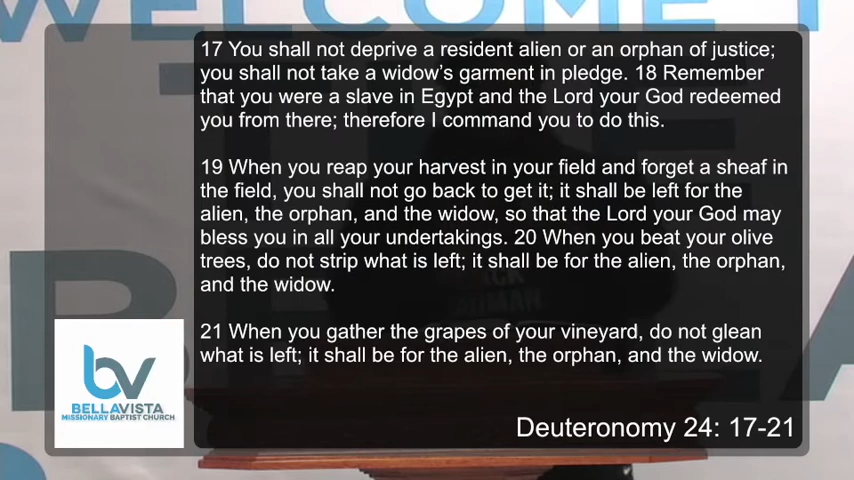 WELCOME T
17 You shall not deprive a resident alien or an orphan of justice;
you shall not take a widow's garment in pledge. 18 Remember
that you were a slave in Egypt and the Lord your God redeemed
you from there; therefore I command you to do this.
19 When you reap your harvest in your field and forget a sheaf in
the field, you shall not go back to get it; it shall be left for the
alien, the orphan, and the widow, so that the Lord your God may
bless you in all your undertakings. 20 When you beat your olive
trees, do not strip what is left; it shall be for the alien, the orphan,
and the widow.
21 When you gather the grapes of your vineyard, do not glean
what is left; it shall be for the alien, the orphan, and the widow.
bv
BELLAVISTA
MISSIONARY BAPTIST CHURCH
Deuteronomy 24: 17-21